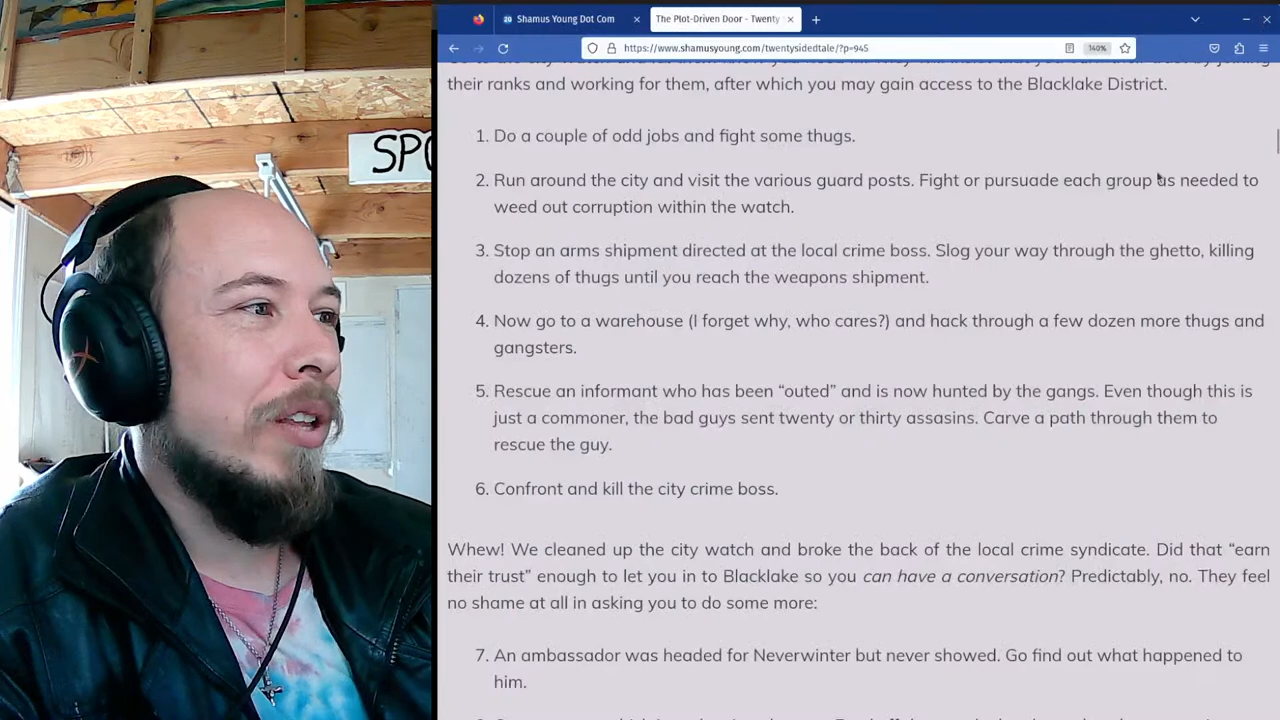 Shamus Young Dot Com
The Plot-Driven Door - Twenty
https://www.shamusyoung.com/twentysidedtale/?p=945
140%
their ranks and working for them, after which you may gain access to the Blacklake District.
1. Do a couple of odd jobs and fight some thugs.
2. Run around the city and visit the various guard posts. Fight or pursuade each group as needed to
weed out corruption within the watch.
3. Stop an arms shipment directed at the local crime boss. Slog your way through the ghetto, killing
dozens of thugs until you reach the weapons shipment.
4. Now go to a warehouse (I forget why, who cares?) and hack through a few dozen more thugs and
gangsters.
5. Rescue an informant who has been “outed” and is now hunted by the gangs. Even though this is
just a commoner, the bad guys sent twenty or thirty assasins. Carve a path through them to
rescue the guy.
6. Confront and kill the city crime boss.
Whew! We cleaned up the city watch and broke the back of the local crime syndicate. Did that “earn
their trust” enough to let you in to Blacklake so you can have a conversation? Predictably, no. They feel
no shame at all in asking you to do some more:
7. An ambassador was headed for Neverwinter but never showed. Go find out what happened to
him.
SPO